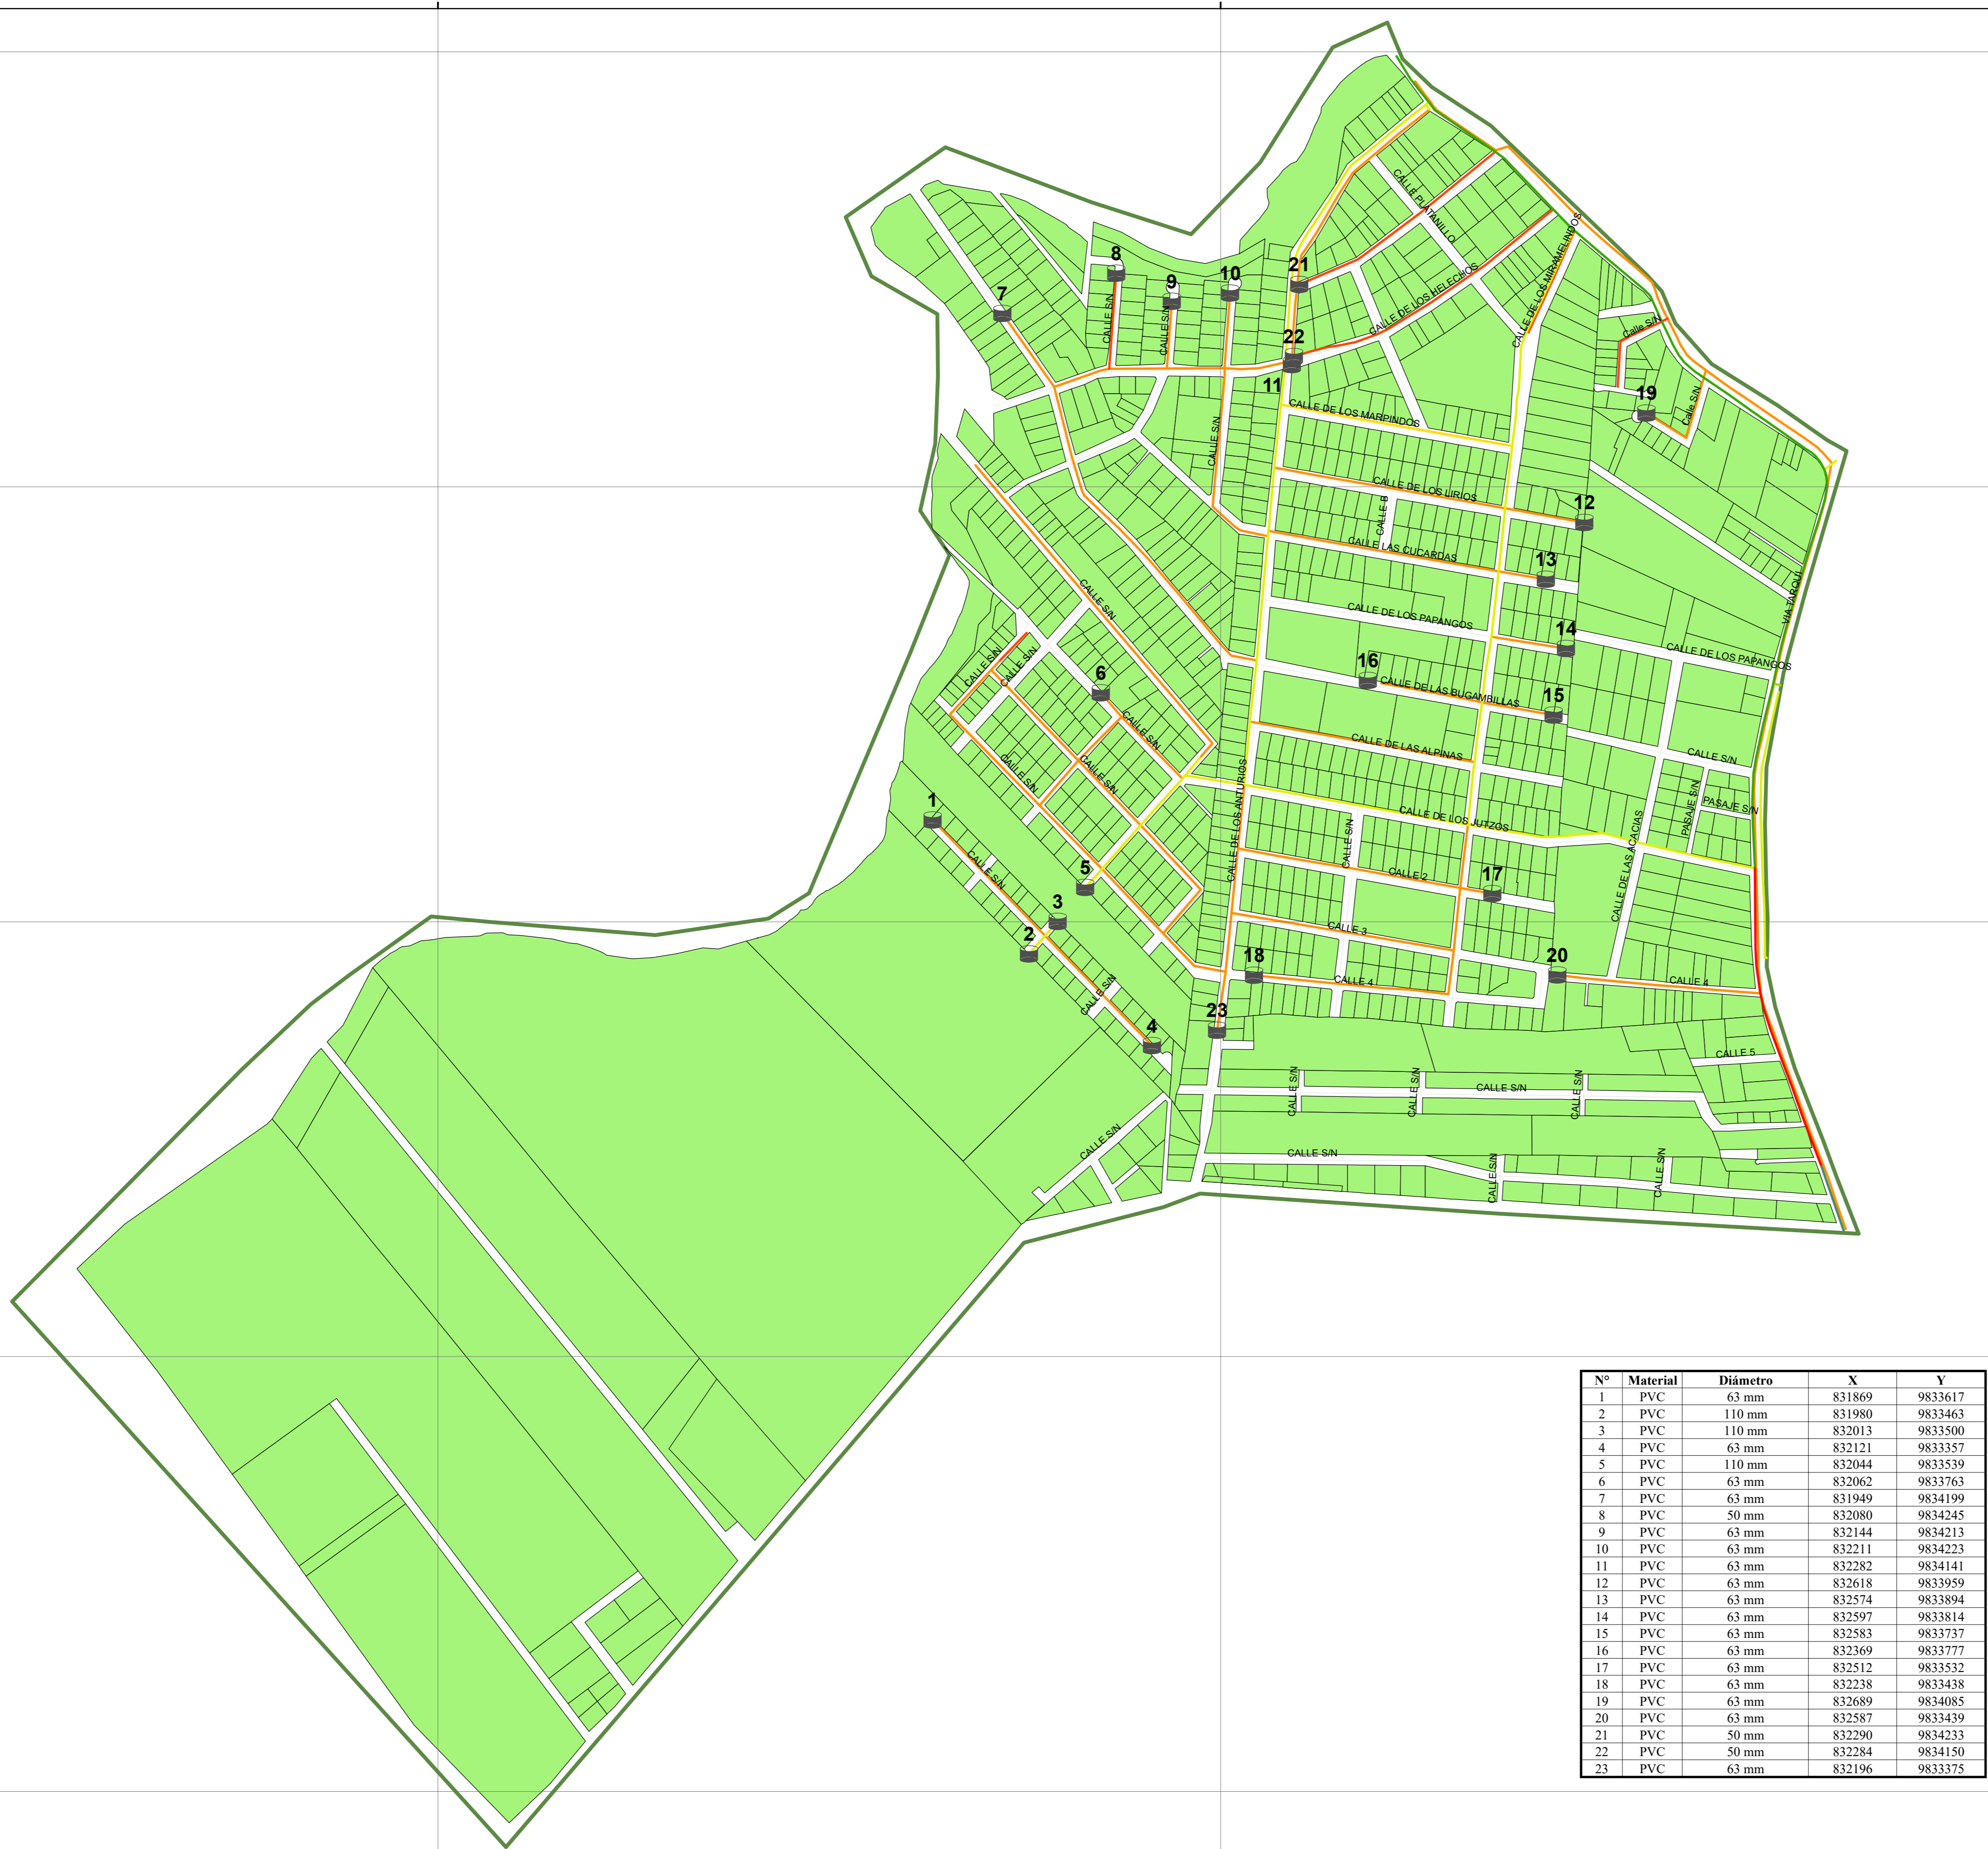 CALLE PLATANILLO
CALLE DE LOS MIRAMELINDOS
8
21
10
9
7
CALLE DE LOS HELECHOS
CALLE S/N
CALLE S/N
Calle S/N
22
11
19
Calle S/N
CALLE DE LOS MARPINDOS
CALLE S/N
CALLE DE LOS LIRIOS
12
CALLE B
CALLE LAS CUCARDAS
13
CALLE S/N
VIA TARQUI
CALLE DE LOS PAPANGOS
14
CALLE DE LOS PAPANGOS
CALLE S/N
CALLE S/N
16
6
CALLE DE LAS BUGAMBILLAS
15
CALLE S/N
CALLE DE LAS ALPINAS
CALLE S/N
CALLE S/N
CALLE S/N
CALLE DE LOS ANTURIOS
1
PASAJE S/N
PASAJE S/N
CALLE DE LOS JUTZOS
CALLE S/N
CALLE DE LAS ACACIAS
CALLE S/N
5
CALLE 2
17
3
CALLE 3
2
18
20
CALLE 4
CALLE 4
CALLE S/N
23
4
CALLE 5
CALLE S/N
CALLE S/N
CALLE S/N
CALLE S/N
CALLE S/N
CALLE S/N
CALLE S/N
CALLE S/N
N° Material Diámetro X Y
1 PVC 63 mm 831869 9833617
2 PVC 110 mm 831980 9833463
3 PVC 110 mm 832013 9833500
4 PVC 63 mm 832121 9833357
5 PVC 110 mm 832044 9833539
6 PVC 63 mm 832062 9833763
7 PVC 63 mm 831949 9834199
8 PVC 50 mm 832080 9834245
9 PVC 63 mm 832144 9834213
10 PVC 63 mm 832211 9834223
11 PVC 63 mm 832282 9834141
12 PVC 63 mm 832618 9833959
13 PVC 63 mm 832574 9833894
14 PVC 63 mm 832597 9833814
15 PVC 63 mm 832583 9833737
16 PVC 63 mm 832369 9833777
17 PVC 63 mm 832512 9833532
18 PVC 63 mm 832238 9833438
19 PVC 63 mm 832689 9834085
20 PVC 63 mm 832587 9833439
21 PVC 50 mm 832290 9834233
22 PVC 50 mm 832284 9834150
23 PVC 63 mm 832196 9833375